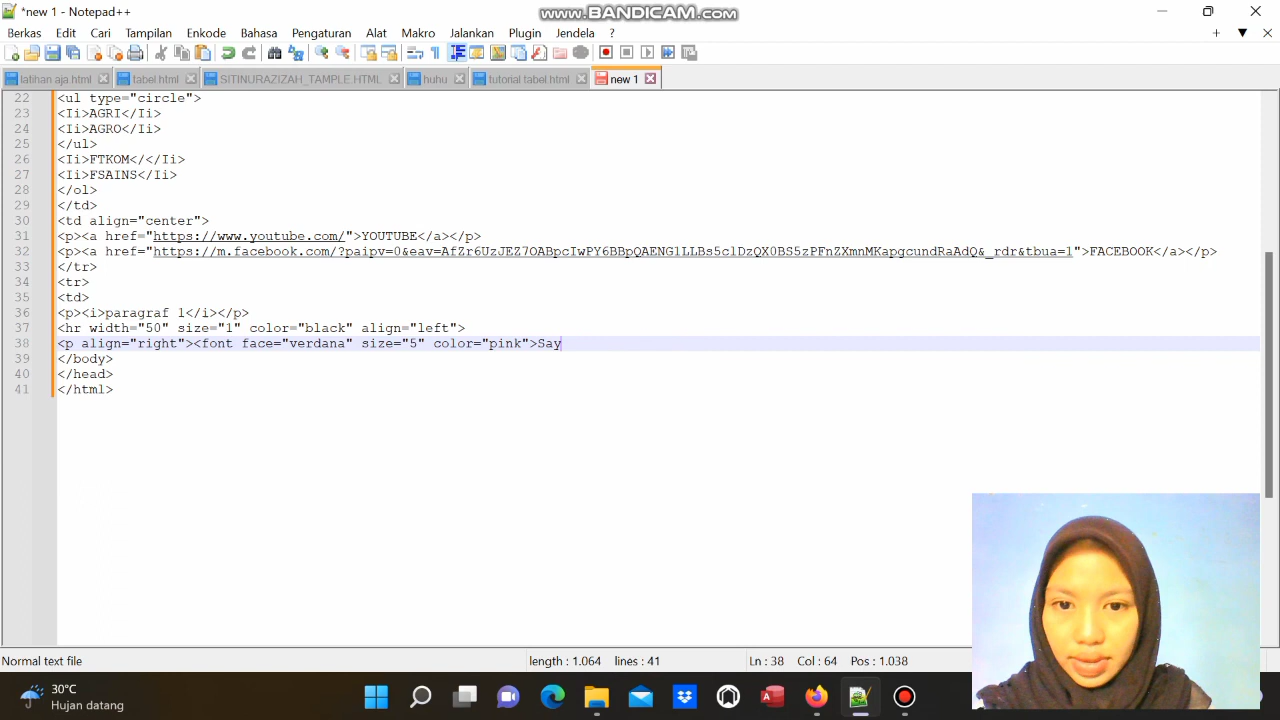 *new 1 - Notepad++
www.BANDICAM.com
Berkas Edit Cari Tampilan Enkode Bahasa Pengaturan Alat Makro Jalankan Plugin Jendela ?
latihan aja.html tabel html SITINURAZIZAH_TAMPLE.HTML huhu tutorial tabel html new 1
22 <ul type="circle">
23 <Ii>AGRI</Ii>
24 <Ii>AGRO</Ii>
25 </ul>
26 <Ii>FTKOM</</Ii>
27 <Ii>FSAINS</Ii>
28 </ol>
29 </td>
30 <td align="center">
31 <p><a href="https://www.youtube.com/">YOUTUBE</a></p>
32 <p><a href="https://m.facebook.com/?paipv=0&eav=AfZr6UzJEZ7OABpcIwPY6BBpQAENG1LLBs5clDzQX0BS5zPFnZXmnMKapgcundRaAdQ&_rdr&tbua=1">FACEBOOK</a></p>
33 </tr>
34 <tr>
35 <td>
36 <p><i>paragraf 1</i></p>
37 <hr width="50" size="1" color="black" align="left">
38 <p align="right"><font face="verdana" size="5" color="pink">Say
39 </body>
40 </head>
41 </html>
Normal text file length : 1.064 lines : 41 Ln : 38 Col : 64 Pos : 1.038
30°C
Hujan datang